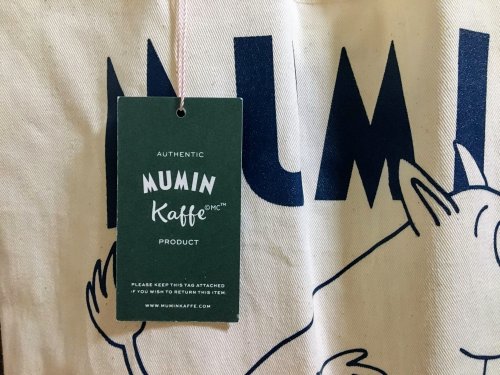 MUMI
AUTHENTIC
MUMIN
Kaffe ©MC™
PRODUCT
PLEASE KEEP THIS TAG ATTACHED
IF YOU WISH TO RETURN THIS ITEM.
WWW.MUMINKAFFE.COM